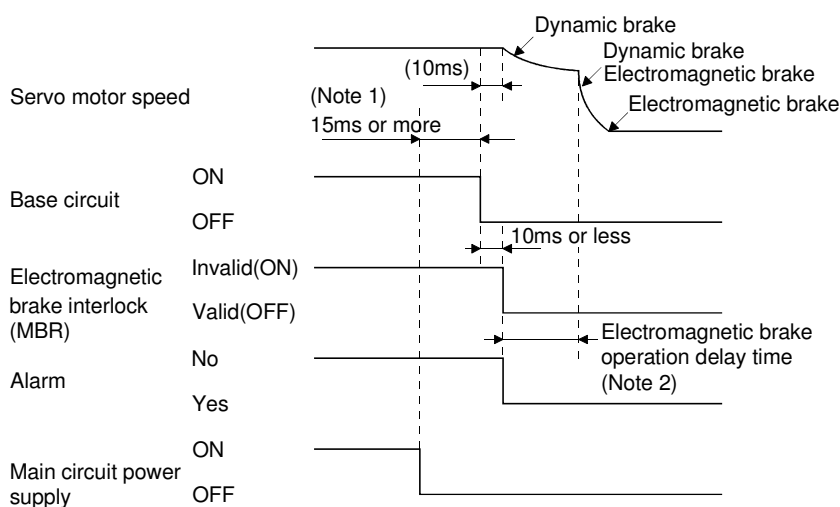 Dynamic brake
Dynamic brake
(10ms)
Electromagnetic brake
Servo motor speed
(Note 1)
Electromagnetic brake
15ms or more
ON
Base circuit
OFF
10ms or less
Invalid(ON)
Electromagnetic
brake interlock
(MBR)
Valid(OFF)
Electromagnetic brake
operation delay time
(Note 2)
No
Alarm
Yes
ON
Main circuit power
supply
OFF